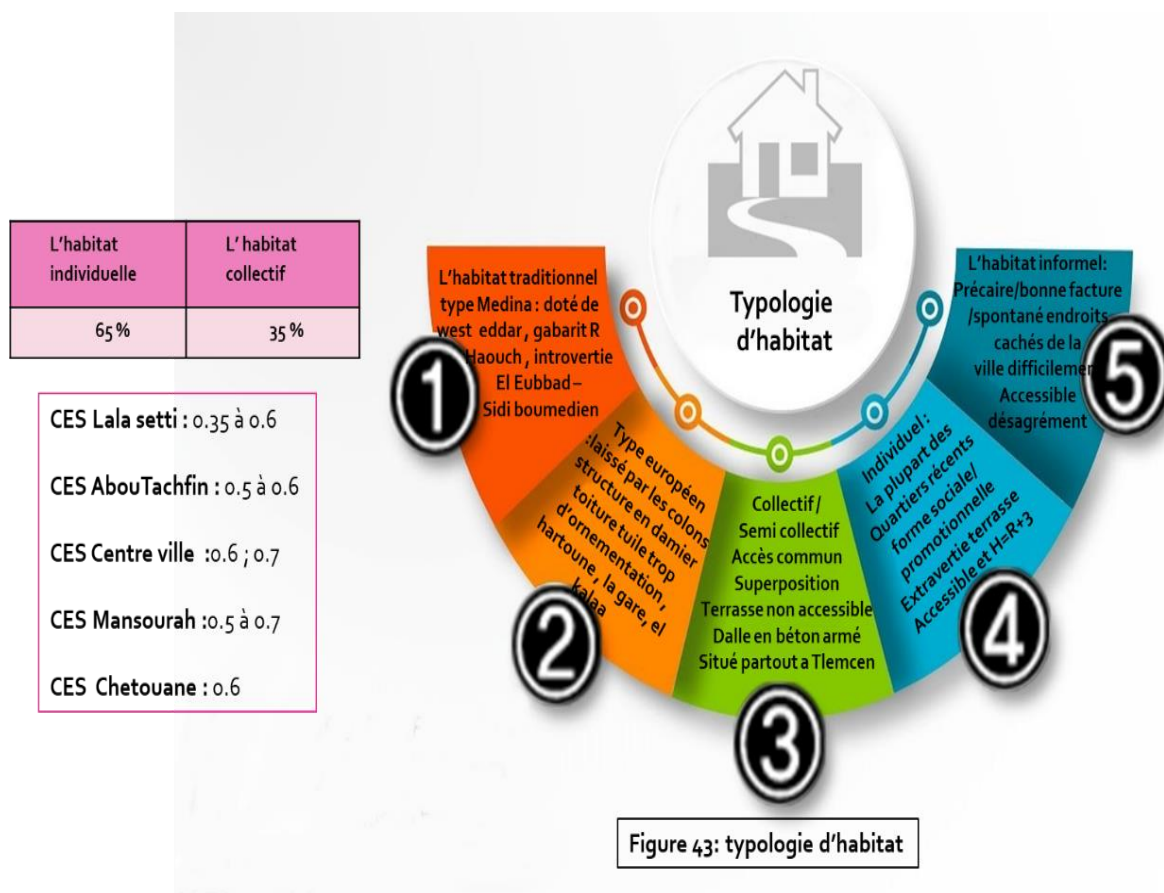 L'habitat
individuelle
L' habitat
collectif
65 %
35 %
CES Lala setti : 0.35 à 0.6
CES AbouTachfin : 0.5 à 0.6
CES Centre ville :0.6 ; 0.7
CES Mansourah :0.5 à 0.7
CES Chetouane : 0.6
Typologie
d'habitat
L'habitat traditionnel
type Medina : doté de
west eddar , gabarit R
Haouch , introvertie
El Eubbad –
Sidi boumedien
1
Type européen
:laissé par les colons
structure en damier
toiture tuile trop
d'ornementation ,
hartoune , la gare, el
kalaa
2
Collectif /
Semi collectif
Accès commun
Superposition
Terrasse non accessible
Dalle en béton armé
Situé partout a Tlemcen
3
Individuel :
La plupart des
Quartiers récents
forme sociale/
promotionnelle
Extravertie terrasse
Accessible et H=R+3
4
L'habitat informel:
Précaire/bonne facture
/spontané endroits
cachés de la
ville difficilemen
Accessible
désagrément
5
Figure 43: typologie d'habitat